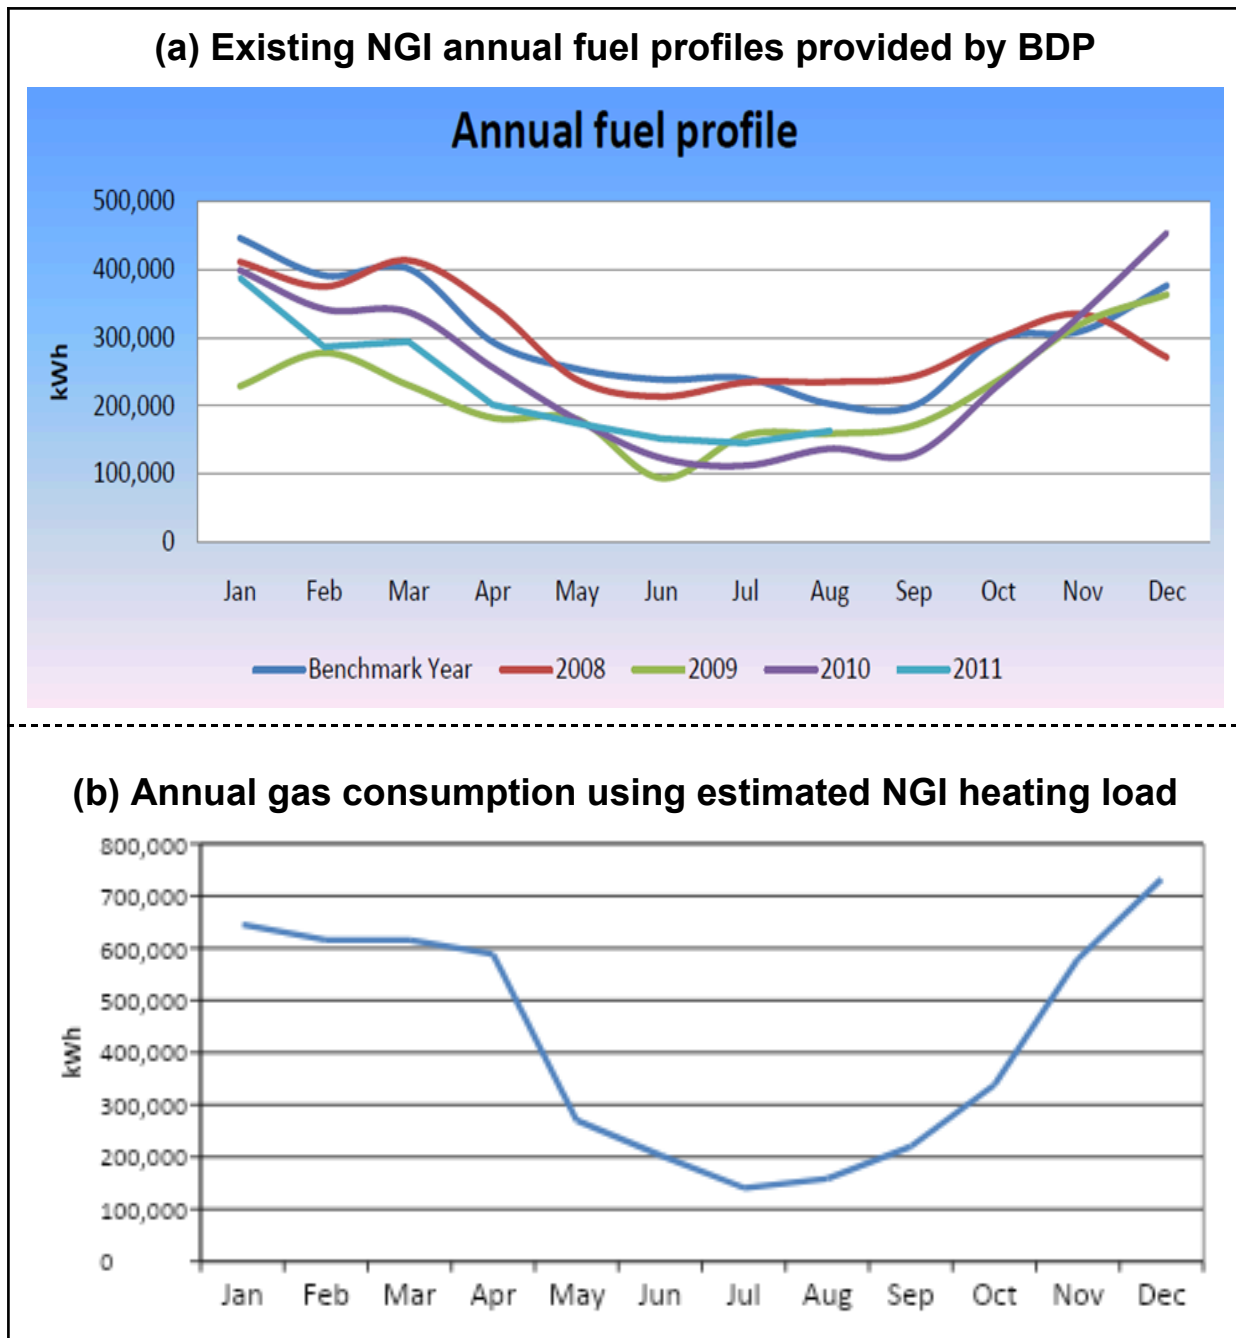 (a) Existing NGI annual fuel profiles provided by BDP
Annual fuel profile
500,000
400,000
300,000
200,000
100,000
0
kWh
Jan Feb Mar Apr May Jun Jul Aug Sep Oct Nov Dec
Benchmark Year 2008 2009 2010 2011
(b) Annual gas consumption using estimated NGI heating load
800,000
700,000
600,000
500,000
400,000
300,000
200,000
100,000
0
kWh
Jan Feb Mar Apr May Jun Jul Aug Sep Oct Nov Dec